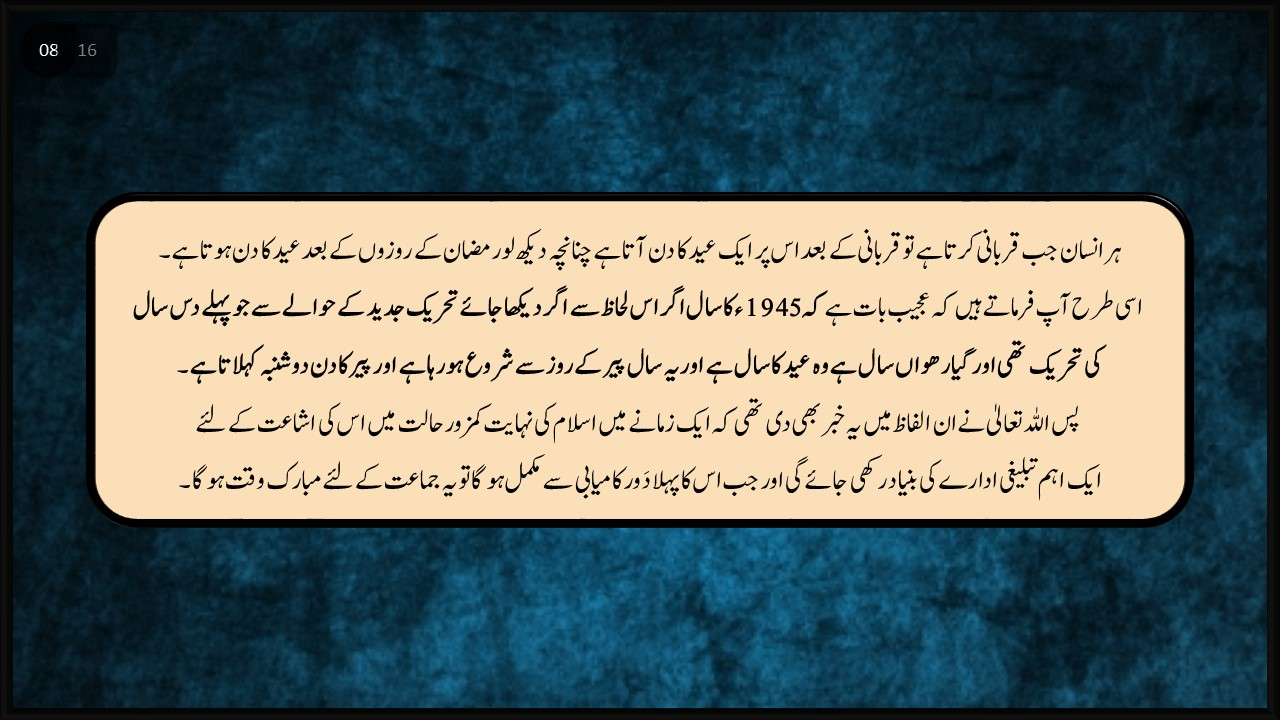 08 16
ہر انسان جب قربانی کرتا ہے تو قربانی کے بعد اس پر ایک عید کا دن آتا ہے چنانچہ دیکھ لو رمضان کے روزوں کے بعد عید کا دن ہوتا ہے۔
اسی طرح آپ فرماتے ہیں کہ عجیب بات ہے کہ 1945ء کا سال اگر اس لحاظ سے اگر دیکھا جائے تحریک جدید کے حوالے سے جو پہلے دس سال
کی تحریک تھی اور گیارھواں سال ہے وہ عید کا سال ہے اور یہ سال پیر کے روز سے شروع ہو رہا ہے اور پیر کا دن دوشنبہ کہلاتا ہے۔
پس اللہ تعالیٰ نے ان الفاظ میں یہ خبر بھی دی تھی کہ ایک زمانے میں اسلام کی نہایت کمزور حالت میں اس کی اشاعت کے لئے
ایک اہم تبلیغی ادارے کی بنیاد رکھی جائے گی اور جب اس کا پہلا دَور کامیابی سے مکمل ہو گا تو یہ جماعت کے لئے مبارک وقت ہو گا۔